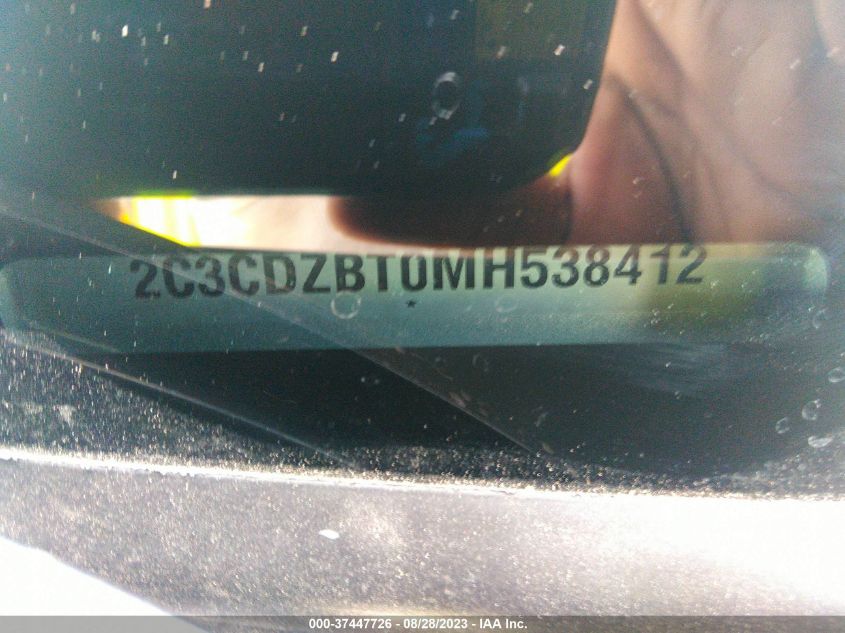 2C3CDZBT0MH538412
*
000-37447726 - 08/28/2023 - IAA Inc.